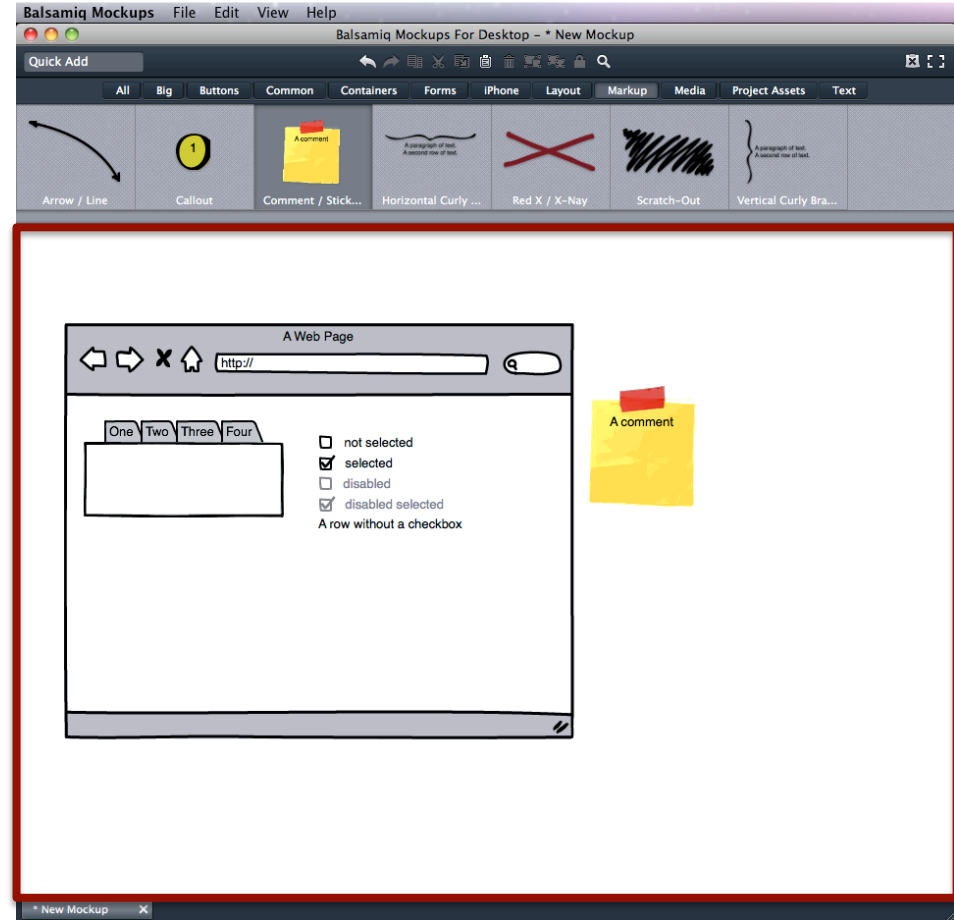 Balsamiq Mockups File Edit View Help
Balsamiq Mockups For Desktop – * New Mockup
Quick Add
All Big Buttons Common Containers Forms iPhone Layout Markup Media Project Assets Text
1
A comment
A paragraph of text.
A second row of text.
A paragraph of text.
A second row of text.
Arrow / Line Callout Comment / Stick... Horizontal Curly ... Red X / X-Nay Scratch-Out Vertical Curly Bra...
A Web Page
http://
One Two Three Four
not selected
selected
disabled
disabled selected
A row without a checkbox
A comment
* New Mockup X